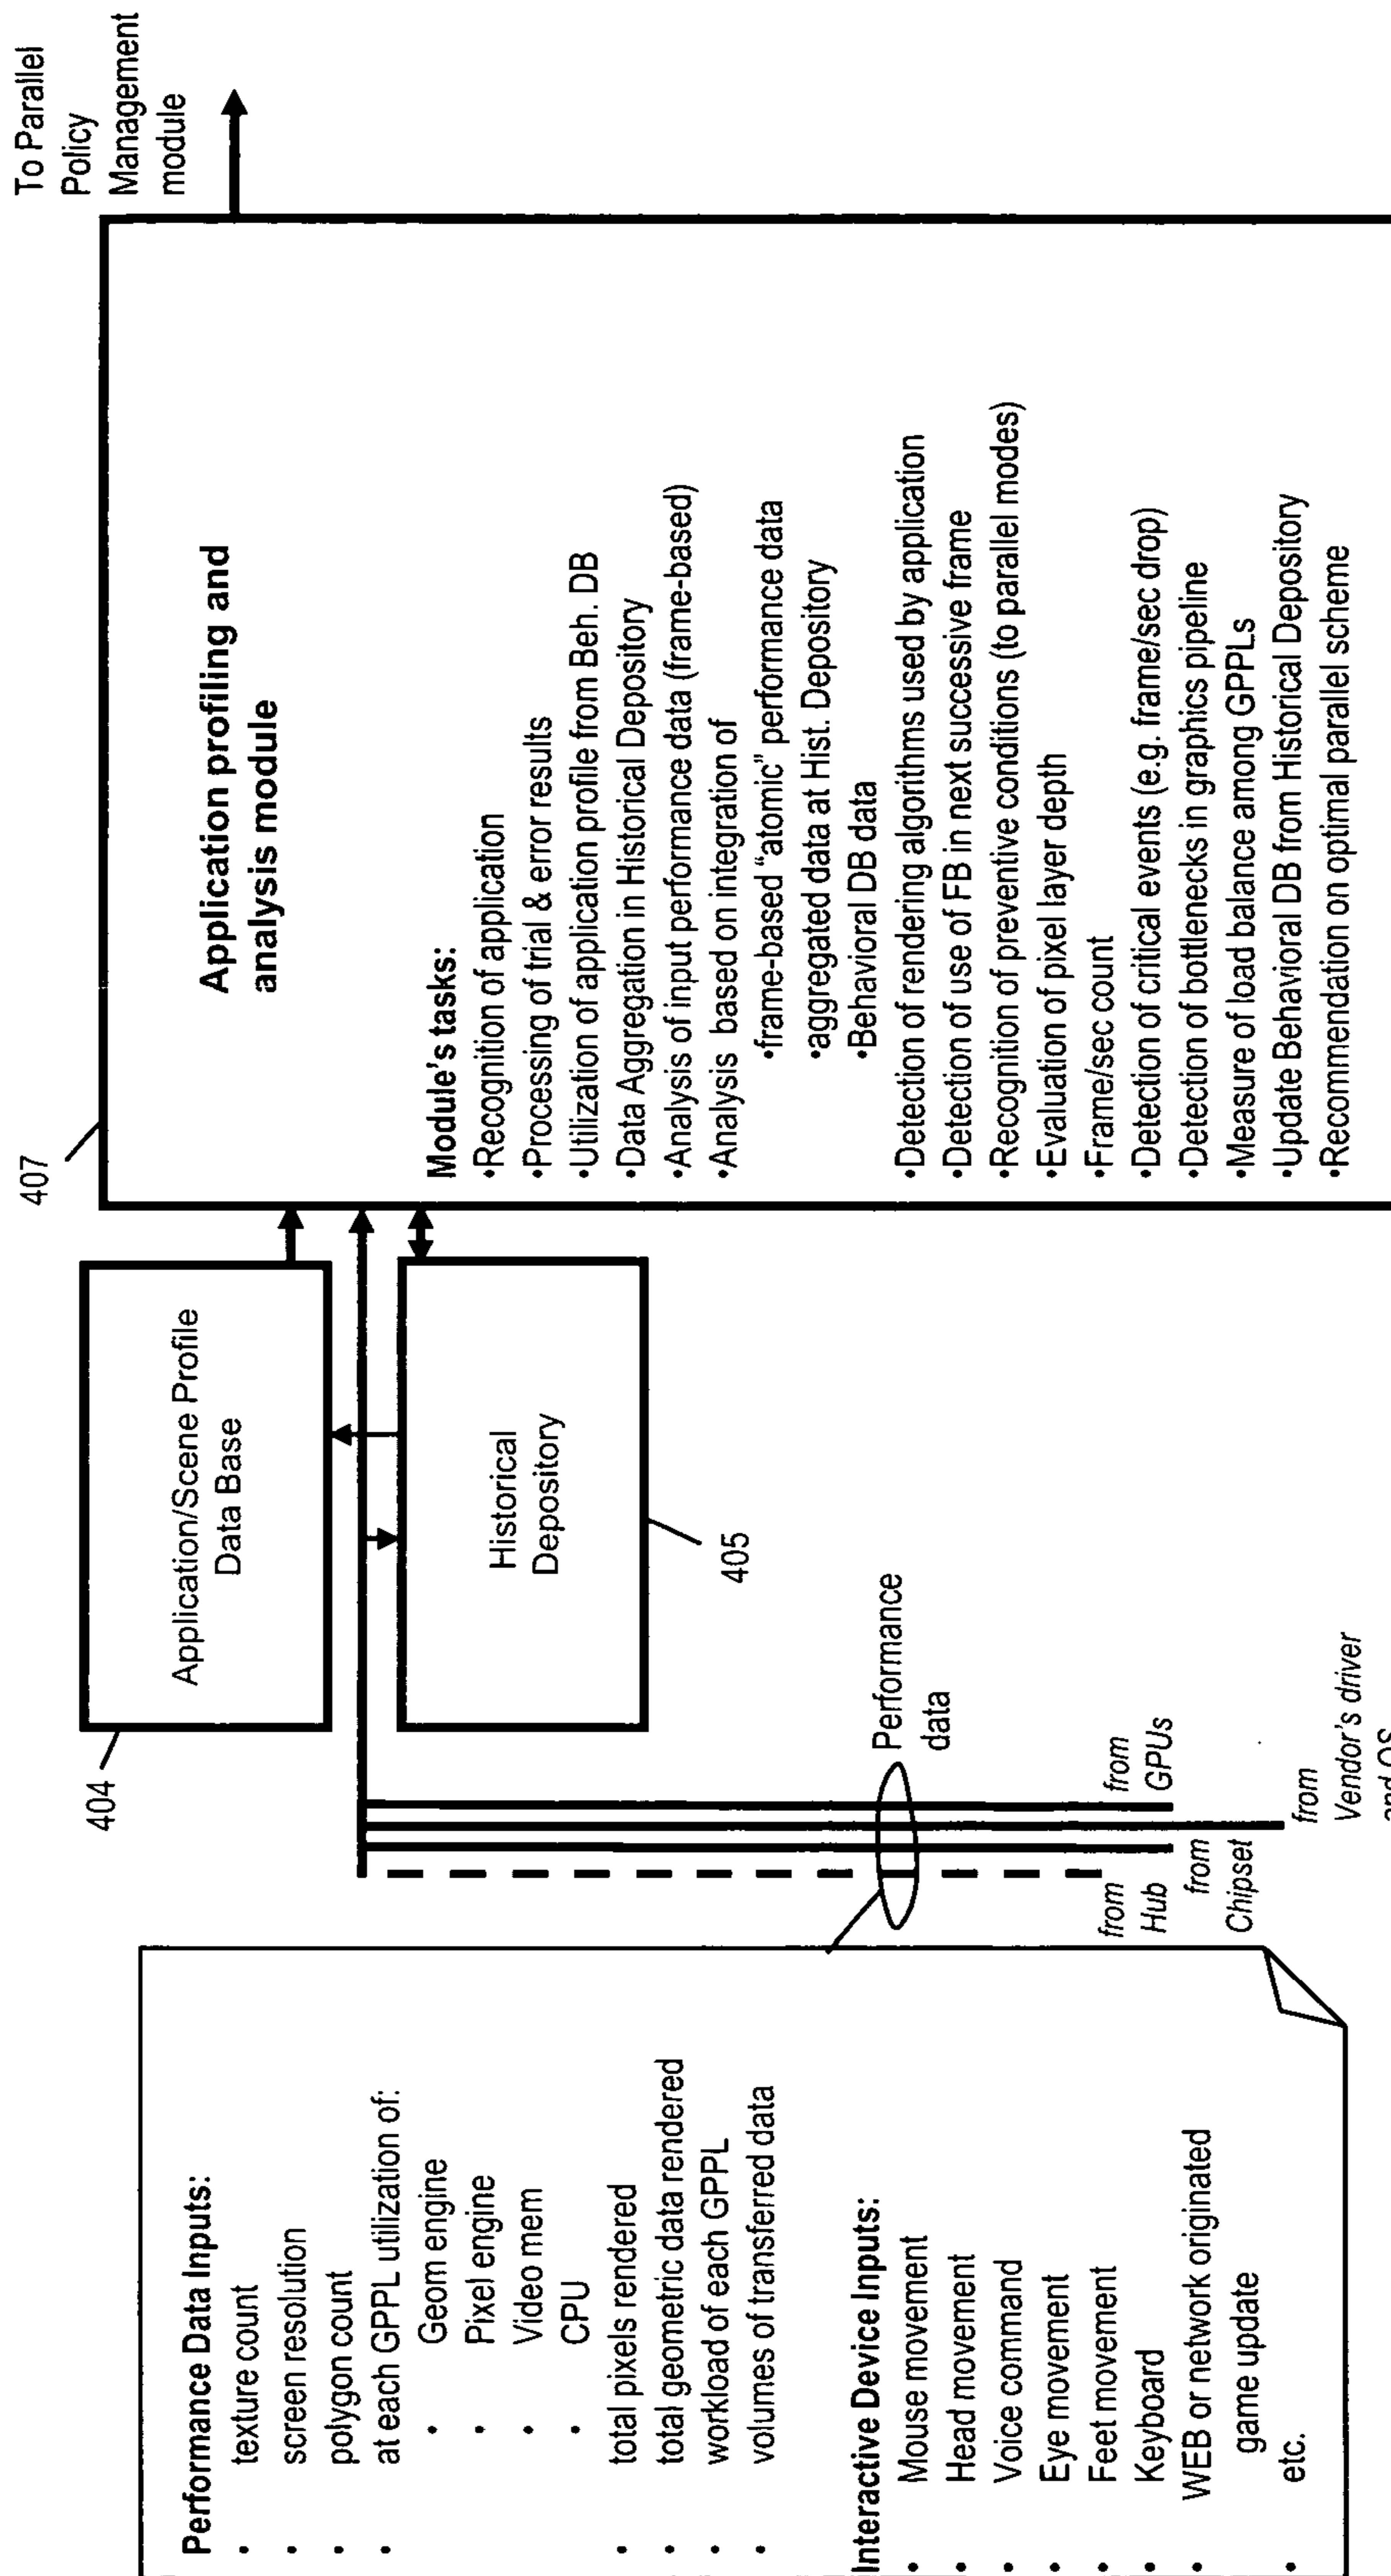 To Parallel
Policy
Management
module
407
Application profiling and
analysis module
Module's tasks:
•Recognition of application
•Processing of trial & error results
•Utilization of application profile from Beh. DB
•Data Aggregation in Historical Depository
•Analysis of input performance data (frame-based)
•Analysis based on integration of
•frame-based “atomic” performance data
•aggregated data at Hist. Depository
•Behavioral DB data
•Detection of rendering algorithms used by application
•Detection of use of FB in next successive frame
•Recognition of preventive conditions (to parallel modes)
•Evaluation of pixel layer depth
•Frame/sec count
•Detection of critical events (e.g. frame/sec drop)
•Detection of bottlenecks in graphics pipeline
•Measure of load balance among GPPLs
•Update Behavioral DB from Historical Depository
•Recommendation on optimal parallel scheme
404
Application/Scene Profile
Data Base
Historical
Depository
405
Performance
data
from
GPUs
from
Vendor's driver
and OS
from
Hub
from
Chipset
Performance Data Inputs:
• texture count
• screen resolution
• polygon count
• at each GPPL utilization of:
• Geom engine
• Pixel engine
• Video mem
• CPU
• total pixels rendered
• total geometric data rendered
• workload of each GPPL
• volumes of transferred data
Interactive Device Inputs:
• Mouse movement
• Head movement
• Voice command
• Eye movement
• Feet movement
• Keyboard
• WEB or network originated
game update
• etc.